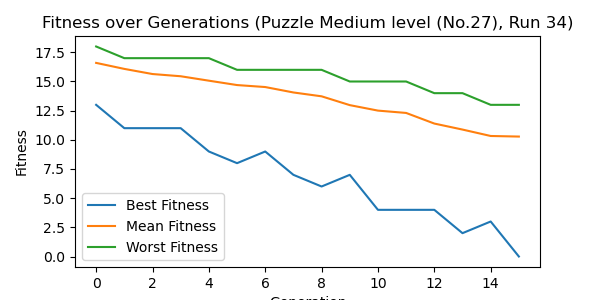 Fitness over Generations (Puzzle Medium level (No.27), Run 34)
17.5
15.0
12.5
10.0
7.5
5.0
2.5
0.0
Fitness
Best Fitness
Mean Fitness
Worst Fitness
0 2 4 6 8 10 12 14
Generation